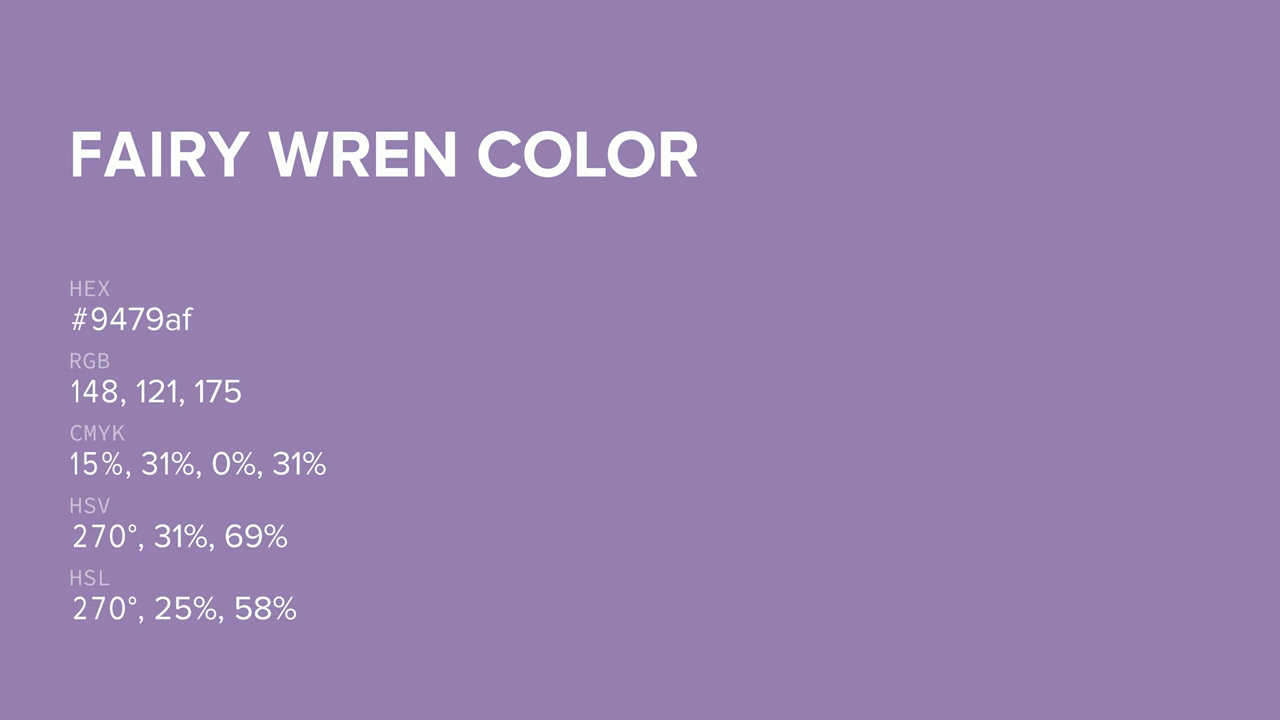 FAIRY WREN COLOR
HEX
#9479af
RGB
148, 121, 175
CMYK
15%, 31%, 0%, 31%
HSV
270°, 31%, 69%
HSL
270°, 25%, 58%